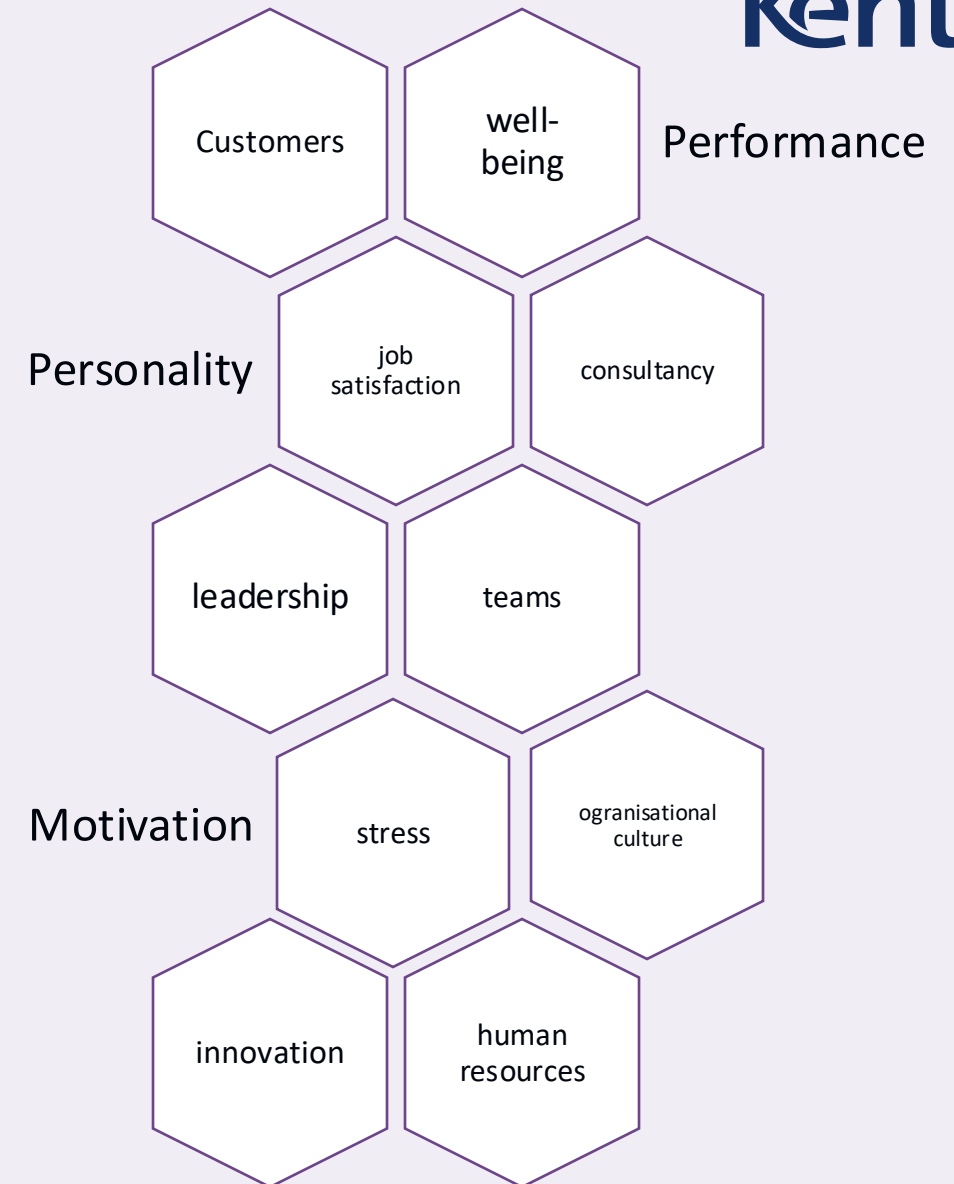 Kent
Customers
well-
being
Performance
Personality
job
satisfaction
consultancy
leadership
teams
Motivation
stress
ogranisational
culture
innovation
human
resources